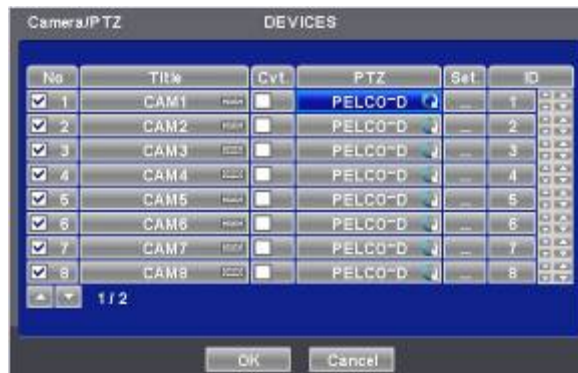 Camera/PTZ DEVICES
No Title Cvt. PTZ Set. ID
1 CAM1 PELCO-D ... 1
2 CAM2 PELCO-D ... 2
3 CAM3 PELCO-D ... 3
4 CAM4 PELCO-D ... 4
5 CAM5 PELCO-D ... 5
6 CAM6 PELCO-D ... 6
7 CAM7 PELCO-D ... 7
8 CAM8 PELCO-D ... 8
1 / 2
OK Cancel